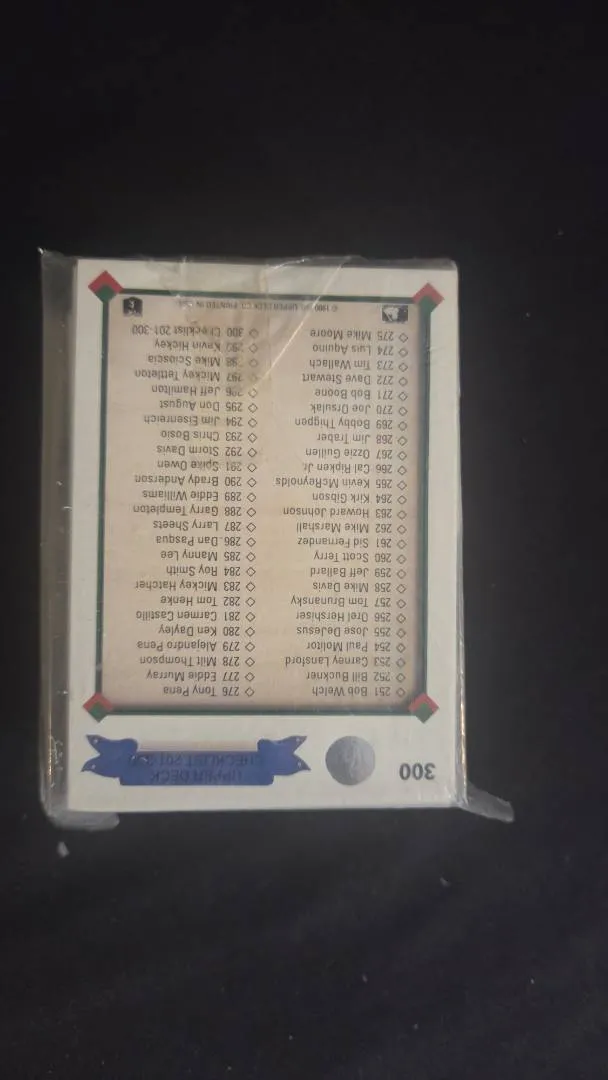 300
UPPER DECK
CHECKLIST 201-300
251 Bob Welch
252 Bill Buckner
253 Carney Lansford
254 Paul Molitor
255 Jose DeJesus
256 Orel Hershiser
257 Tom Brunansky
258 Mike Davis
259 Jeff Ballard
260 Scott Terry
261 Sid Fernandez
262 Mike Marshall
263 Howard Johnson
264 Kirk Gibson
265 Kevin McReynolds
266 Cal Ripken Jr.
267 Ozzie Guillen
268 Jim Traber
269 Bobby Thigpen
270 Joe Orsulak
271 Bob Boone
272 Dave Stewart
273 Tim Wallach
274 Luis Aquino
275 Mike Moore
276 Tony Pena
277 Eddie Murray
278 Milt Thompson
279 Alejandro Pena
280 Ken Dayley
281 Carmen Castillo
282 Tom Henke
283 Mickey Hatcher
284 Roy Smith
285 Manny Lee
286 Dan Pasqua
287 Larry Sheets
288 Garry Templeton
289 Eddie Williams
290 Brady Anderson
291 Spike Owen
292 Storm Davis
293 Chris Bosio
294 Jim Eisenreich
295 Don August
296 Jeff Hamilton
297 Mickey Tettleton
298 Mike Scioscia
299 Kevin Hickey
300 Checklist 201-300
UPPER DECK CO. PRINTED IN